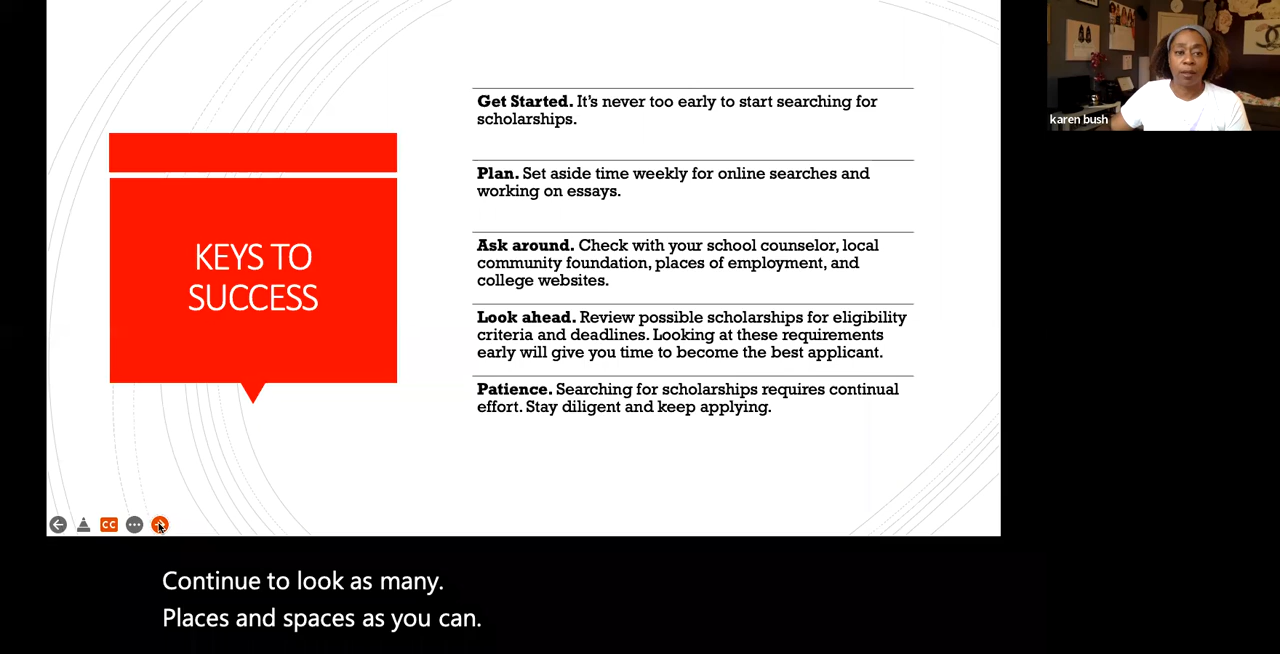 KEYS TO
SUCCESS
Get Started. It's never too early to start searching for
scholarships.
Plan. Set aside time weekly for online searches and
working on essays.
Ask around. Check with your school counselor, local
community foundation, places of employment, and
college websites.
Look ahead. Review possible scholarships for eligibility
criteria and deadlines. Looking at these requirements
early will give you time to become the best applicant.
Patience. Searching for scholarships requires continual
effort. Stay diligent and keep applying.
karen bush
CC
Continue to look as many.
Places and spaces as you can.